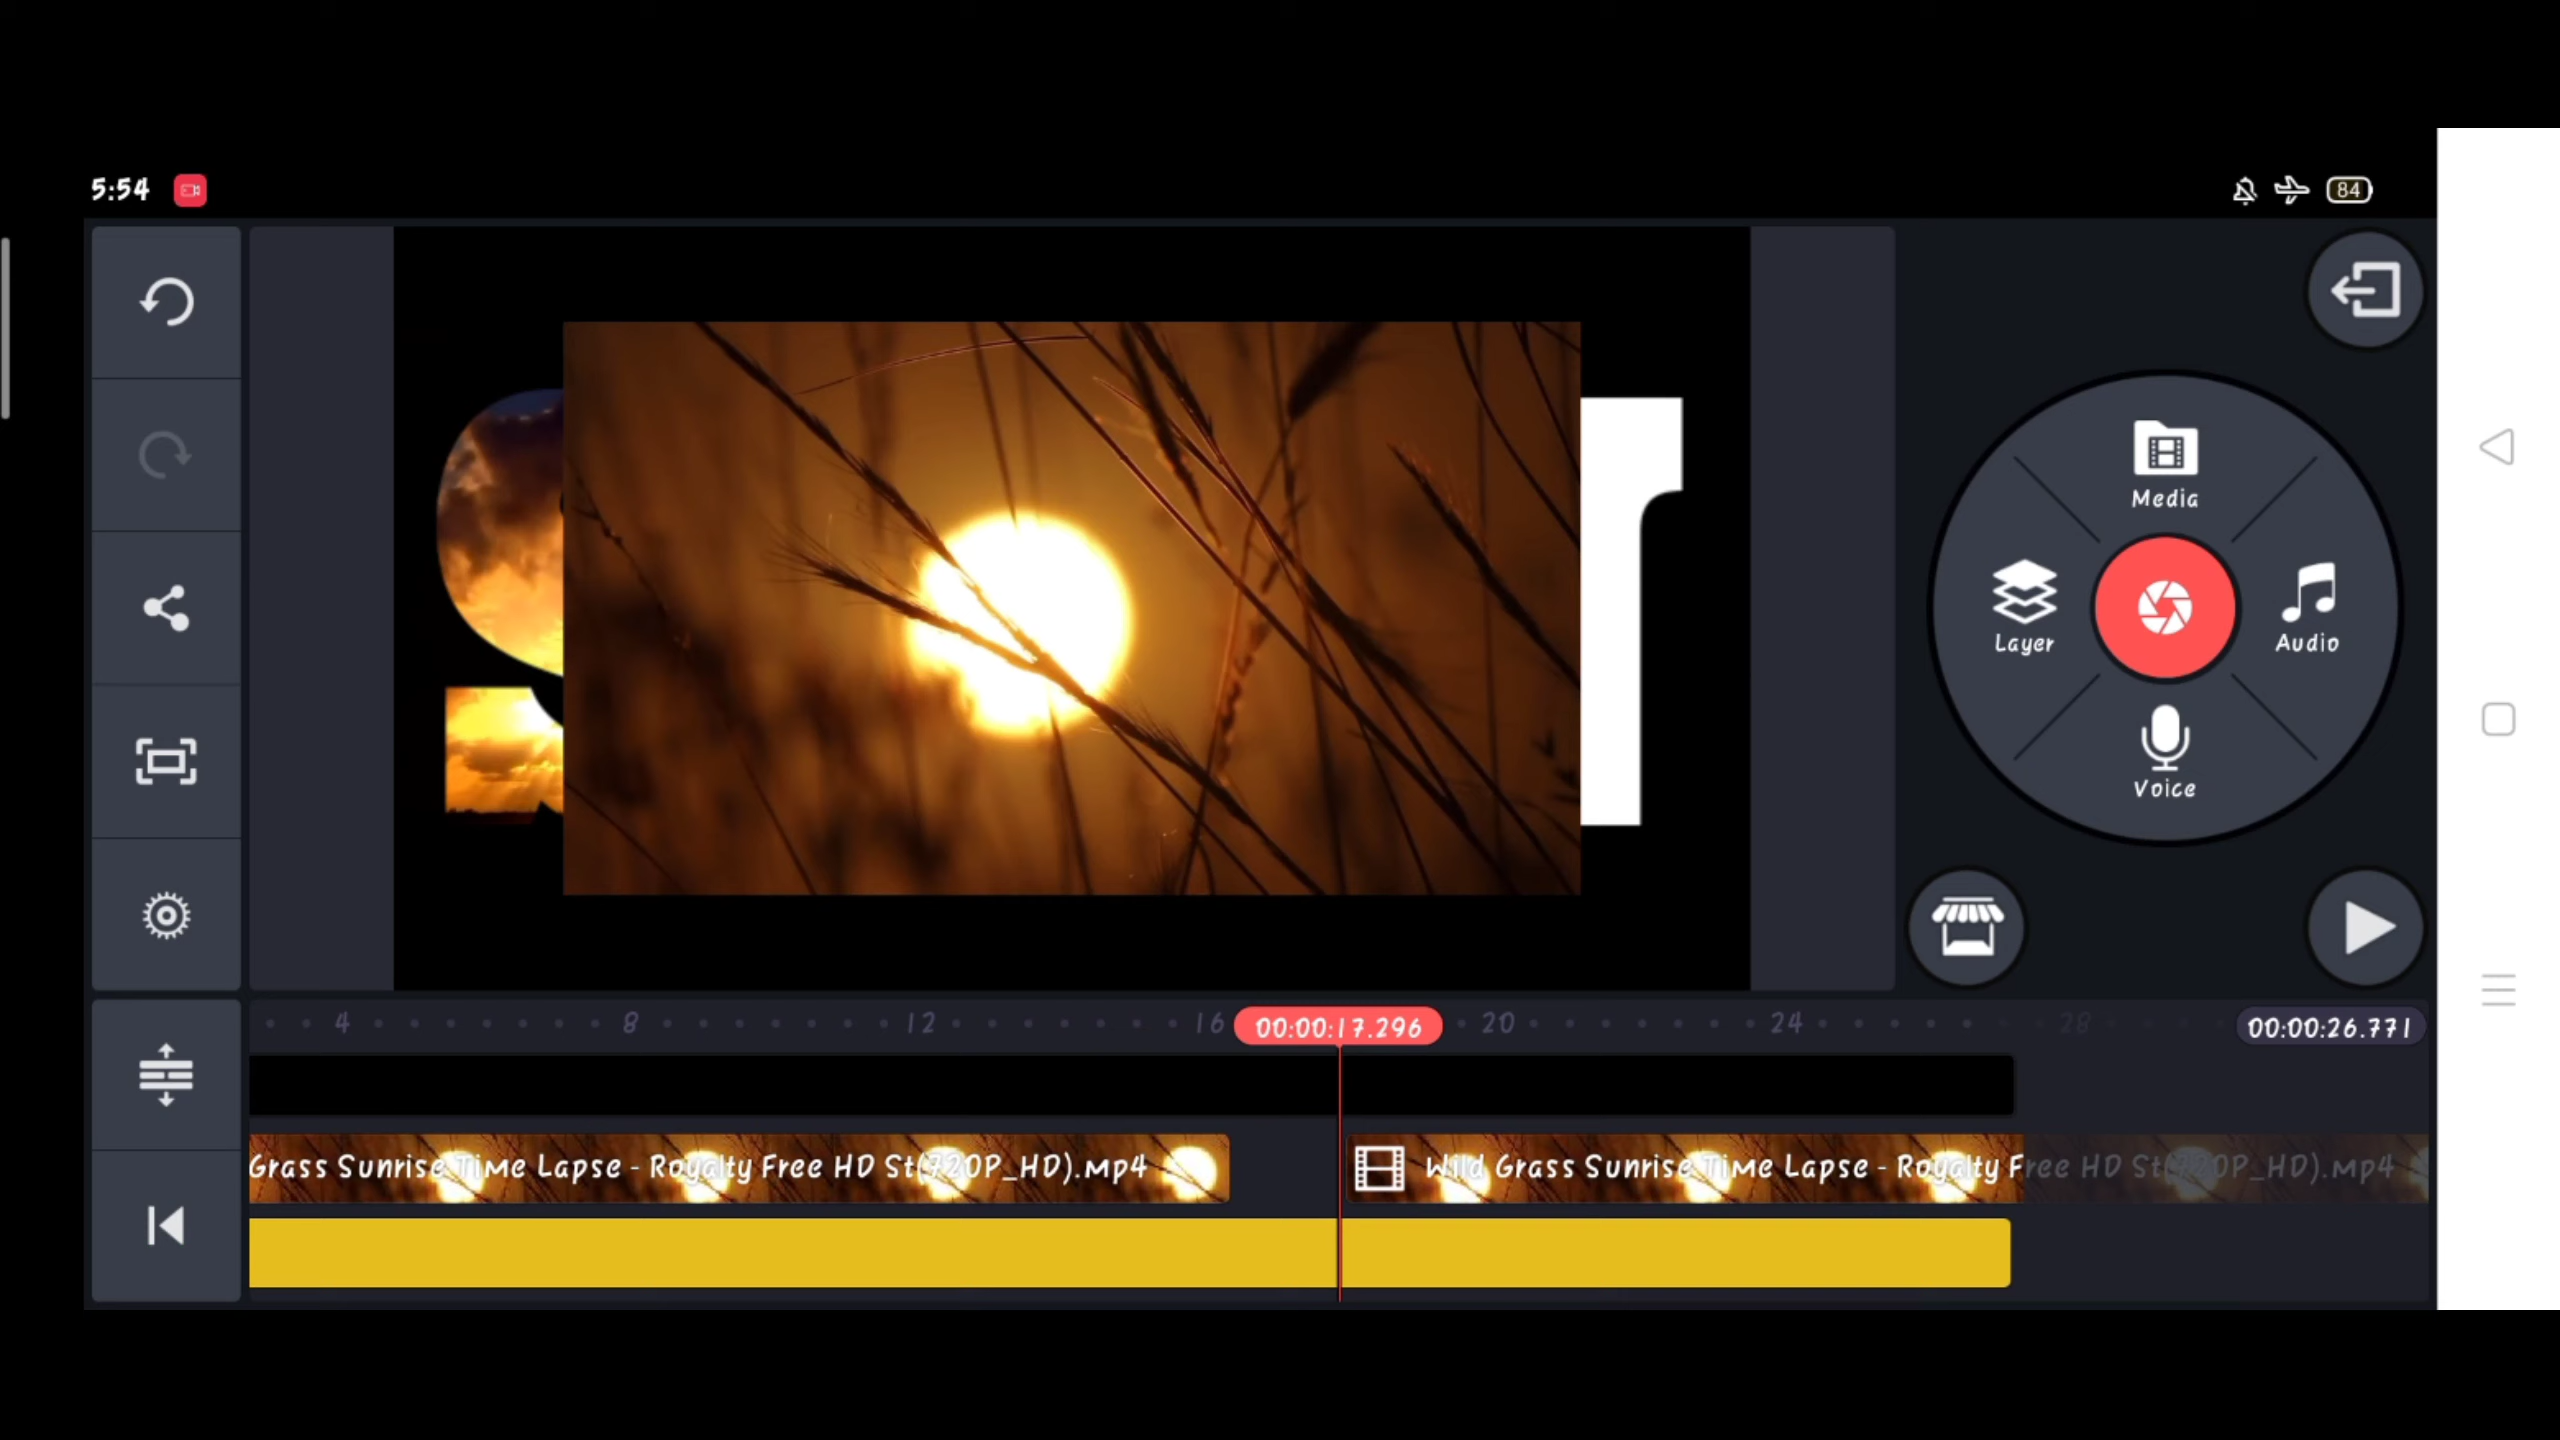 5:54
84
Media
Layer
Audio
Voice
4 8 12 16 00:00:17.296 20 24 28 00:00:26.771
Grass Sunrise Time Lapse - Royalty Free HD St(720P_HD).mp4
Wild Grass Sunrise Time Lapse - Royalty Free HD St(720P_HD).mp4